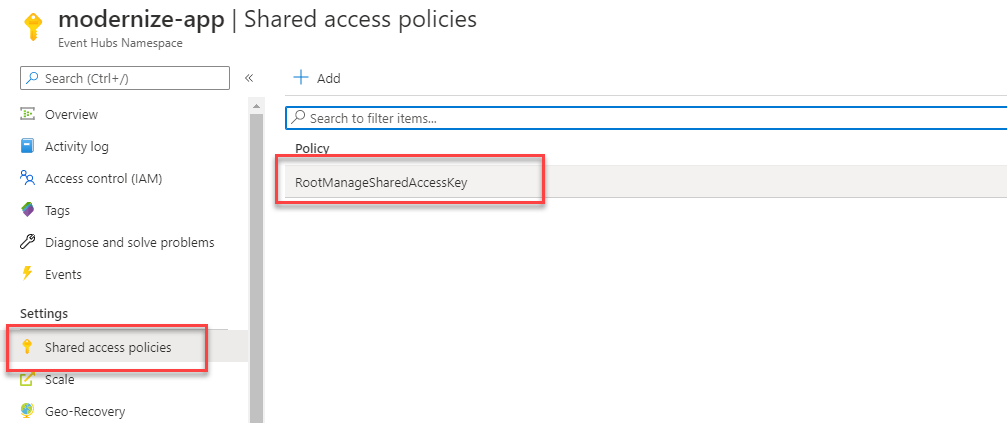 modernize-app | Shared access policies
Event Hubs Namespace
Search (Ctrl+/)
«
Overview
Activity log
Access control (IAM)
Tags
Diagnose and solve problems
Events
Settings
Shared access policies
Scale
Geo-Recovery
+ Add
Search to filter items...
Policy
RootManageSharedAccessKey